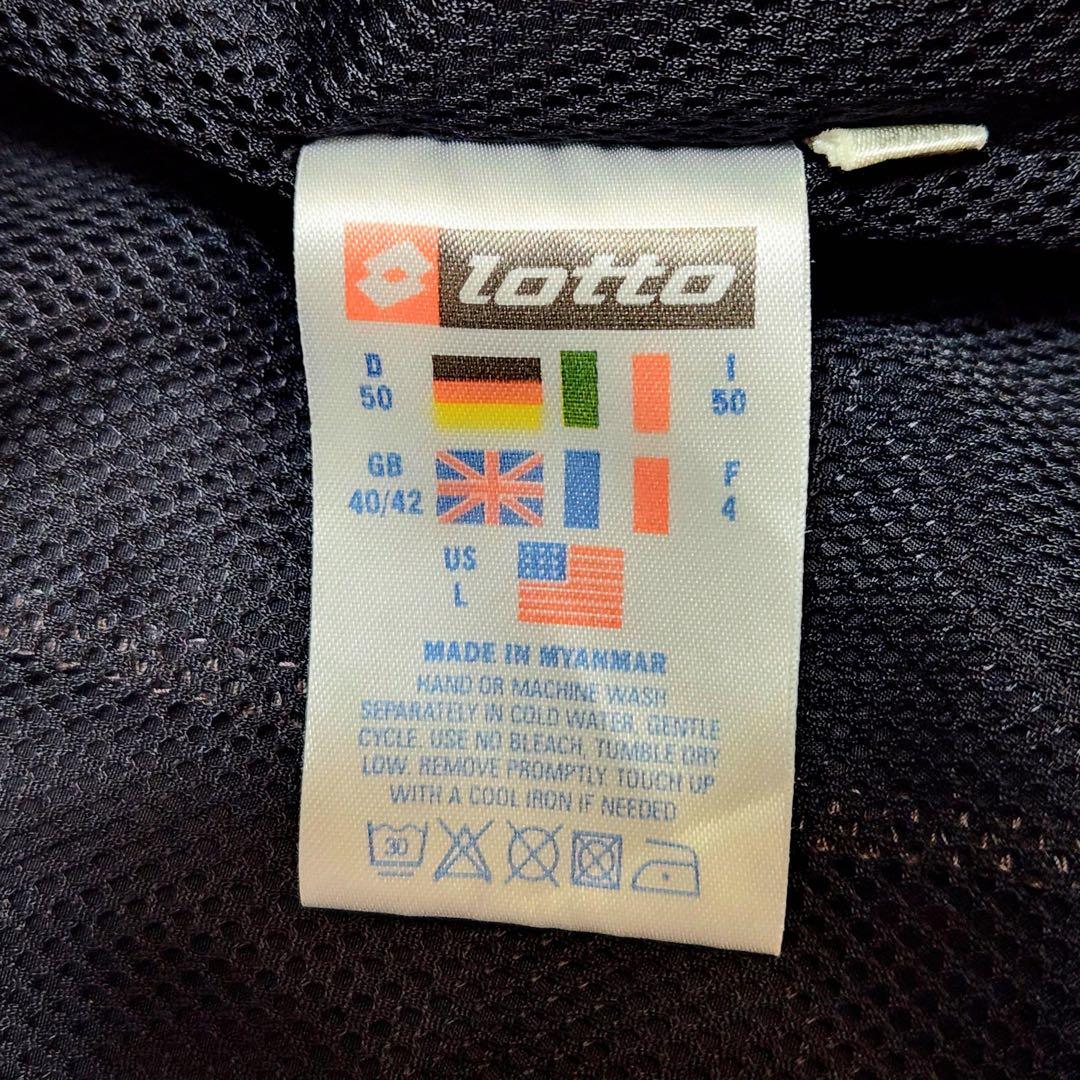 lotto
D I
50 50
GB F
40/42 4
US
L
MADE IN MYANMAR
HAND OR MACHINE WASH
SEPARATELY IN COLD WATER, GENTLE
CYCLE. USE NO BLEACH. TUMBLE DRY
LOW. REMOVE PROMPTLY. TOUCH UP
WITH A COOL IRON IF NEEDED
30